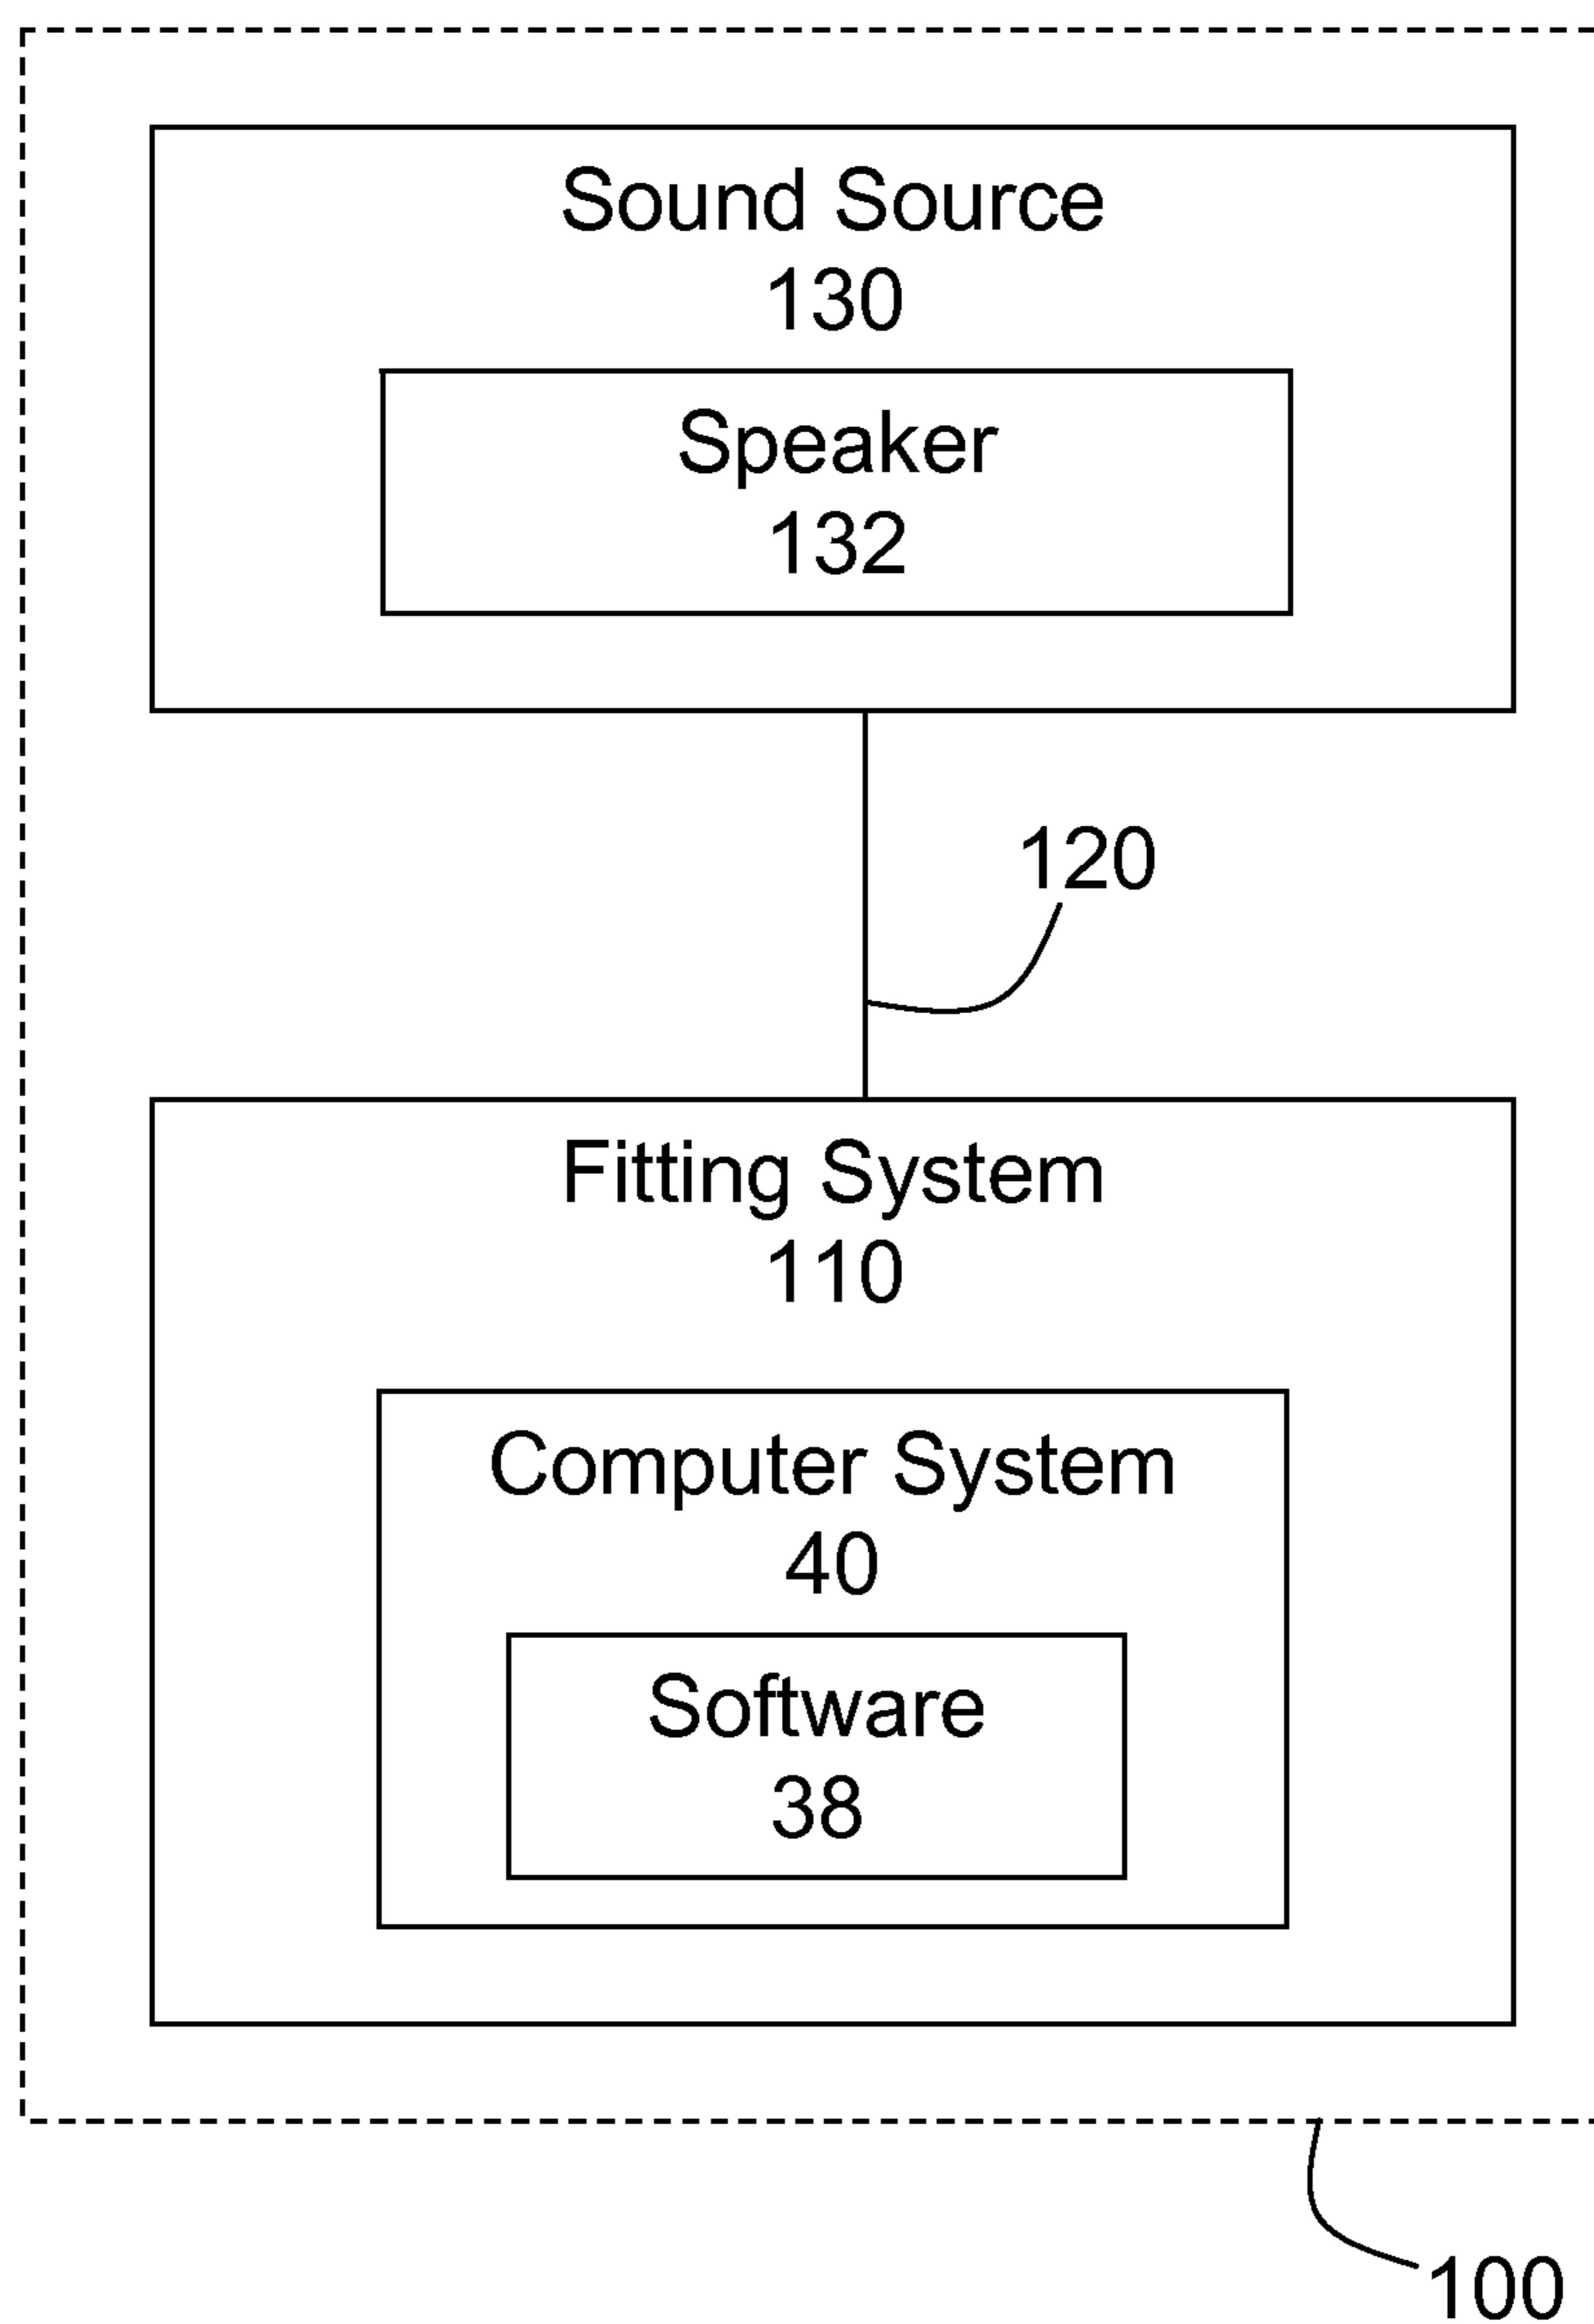 Sound Source
130
Speaker
132
120
Fitting System
110
Computer System
40
Software
38
100